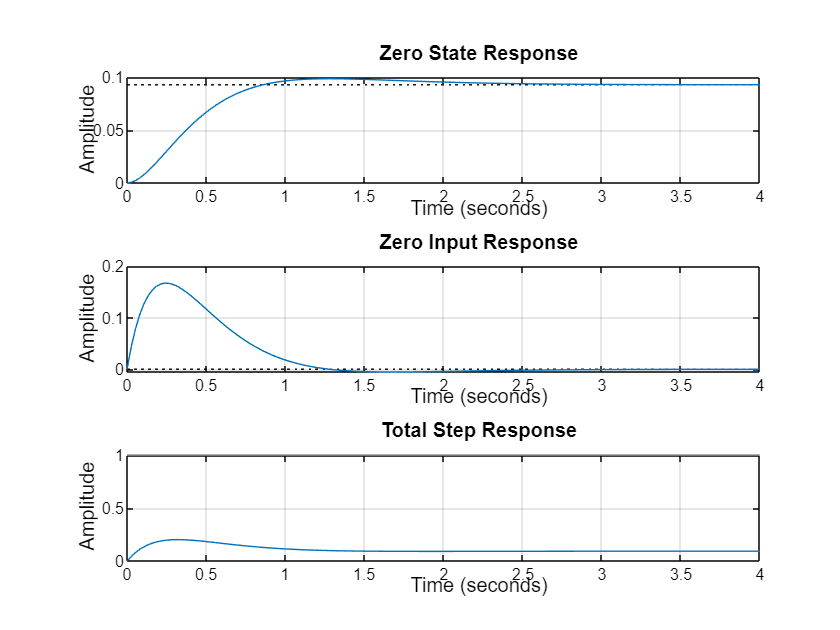 Zero State Response
0.1
0.05
0
Amplitude
0 0.5 1 1.5 2 2.5 3 3.5 4
Time (seconds)
Zero Input Response
0.2
0.1
0
Amplitude
0 0.5 1 1.5 2 2.5 3 3.5 4
Time (seconds)
Total Step Response
1
0.5
0
Amplitude
0 0.5 1 1.5 2 2.5 3 3.5 4
Time (seconds)